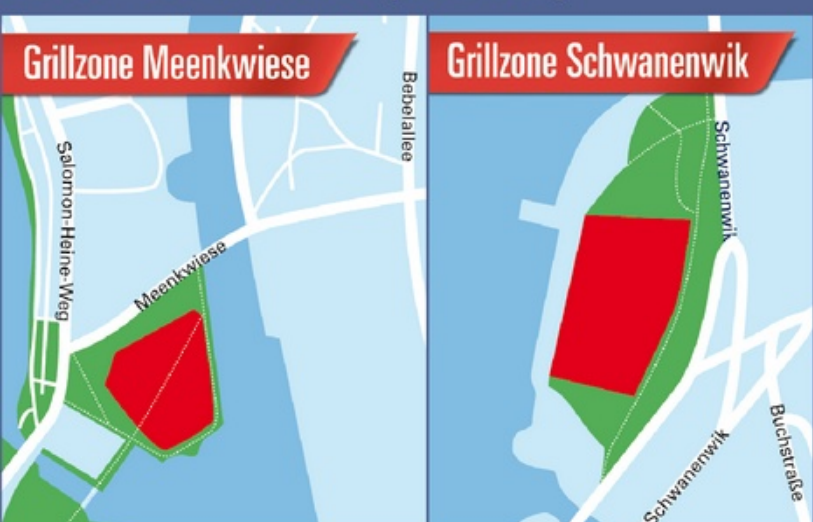 Grillzone Meenkwiese
Bebelallee
Salomon-Heine-Weg
Meenkwiese
Grillzone Schwanenwik
Schwanenwik
Schwanenwik
Buchstraße